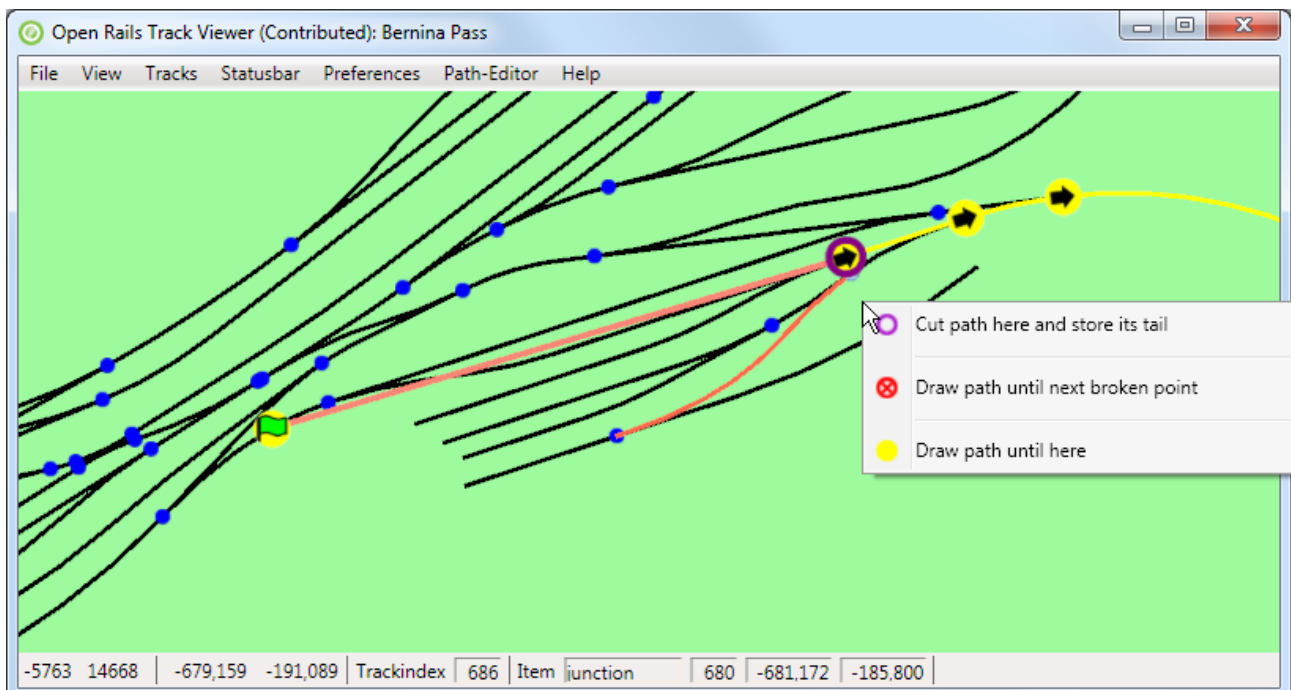 Open Rails Track Viewer (Contributed): Bernina Pass
File View Tracks Statusbar Preferences Path-Editor Help
Cut path here and store its tail
Draw path until next broken point
Draw path until here
-5763 14668 -679,159 -191,089 Trackindex 686 Item junction 680 -681,172 -185,800